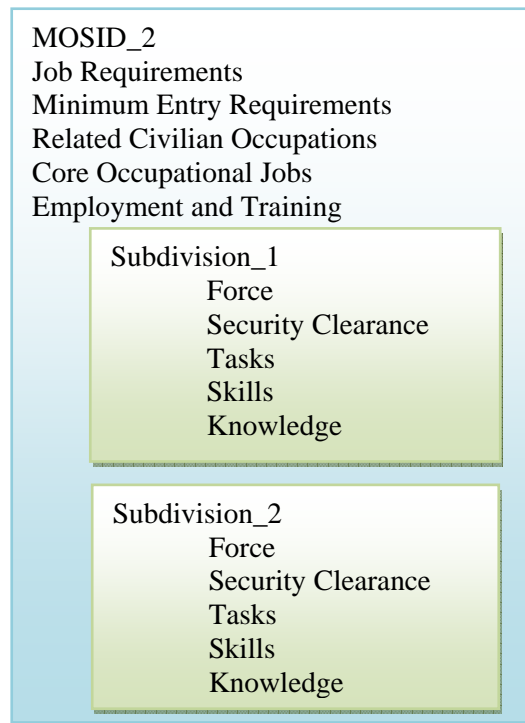 MOSID_2
Job Requirements
Minimum Entry Requirements
Related Civilian Occupations
Core Occupational Jobs
Employment and Training
Subdivision_1
Force
Security Clearance
Tasks
Skills
Knowledge
Subdivision_2
Force
Security Clearance
Tasks
Skills
Knowledge